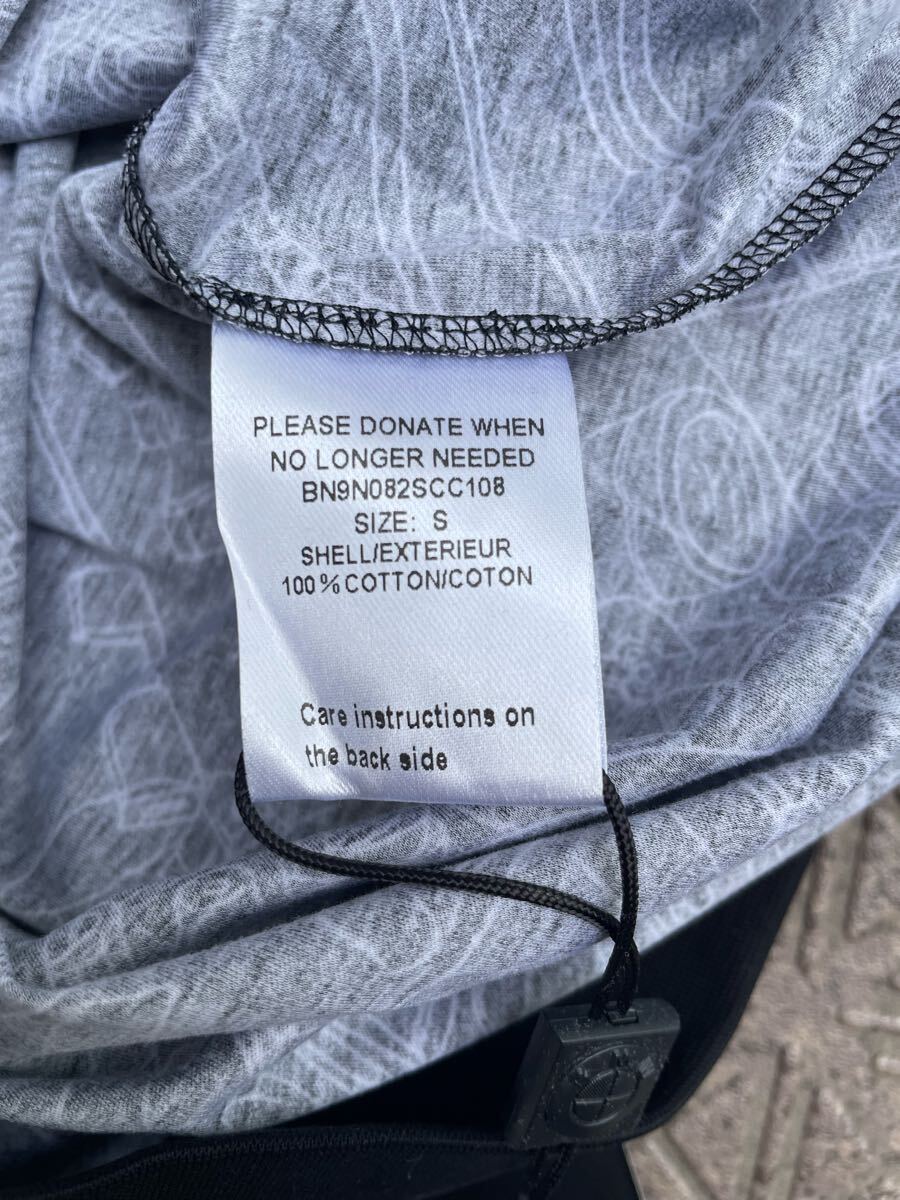 PLEASE DONATE WHEN
NO LONGER NEEDED
BN9N082SCC108
SIZE: S
SHELL/EXTERIEUR
100% COTTON/COTON
Care instructions on
the back side